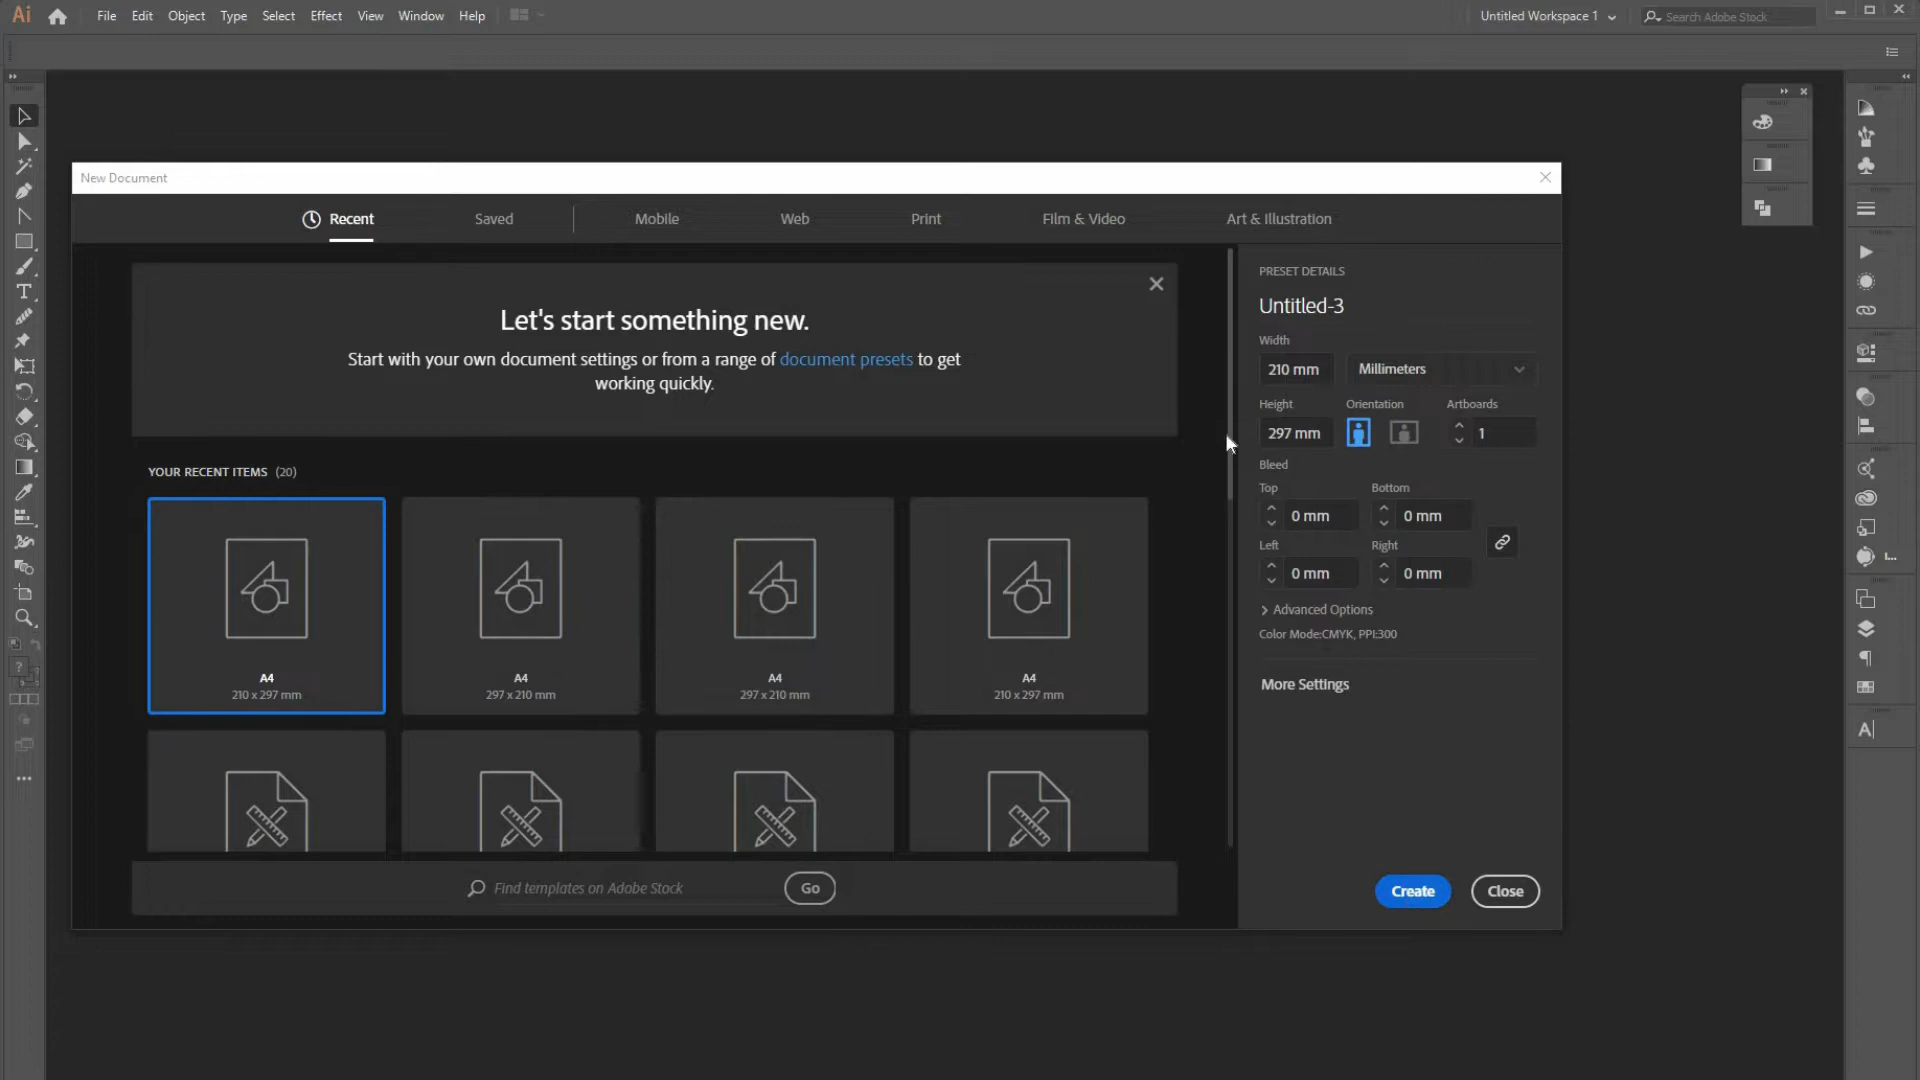 Ai File Edit Object Type Select Effect View Window Help Untitled Workspace 1 Search Adobe Stock
New Document
Recent Saved Mobile Web Print Film & Video Art & Illustration
Let's start something new.
Start with your own document settings or from a range of document presets to get
working quickly.
YOUR RECENT ITEMS (20)
A4 A4 A4 A4
210 x 297 mm 297 x 210 mm 297 x 210 mm 210 x 297 mm
Find templates on Adobe Stock Go
PRESET DETAILS
Untitled-3
Width
210 mm Millimeters
Height Orientation Artboards
297 mm 1
Bleed
Top Bottom
0 mm 0 mm
Left Right
0 mm 0 mm
Advanced Options
Color Mode:CMYK, PPI:300
More Settings
Create Close